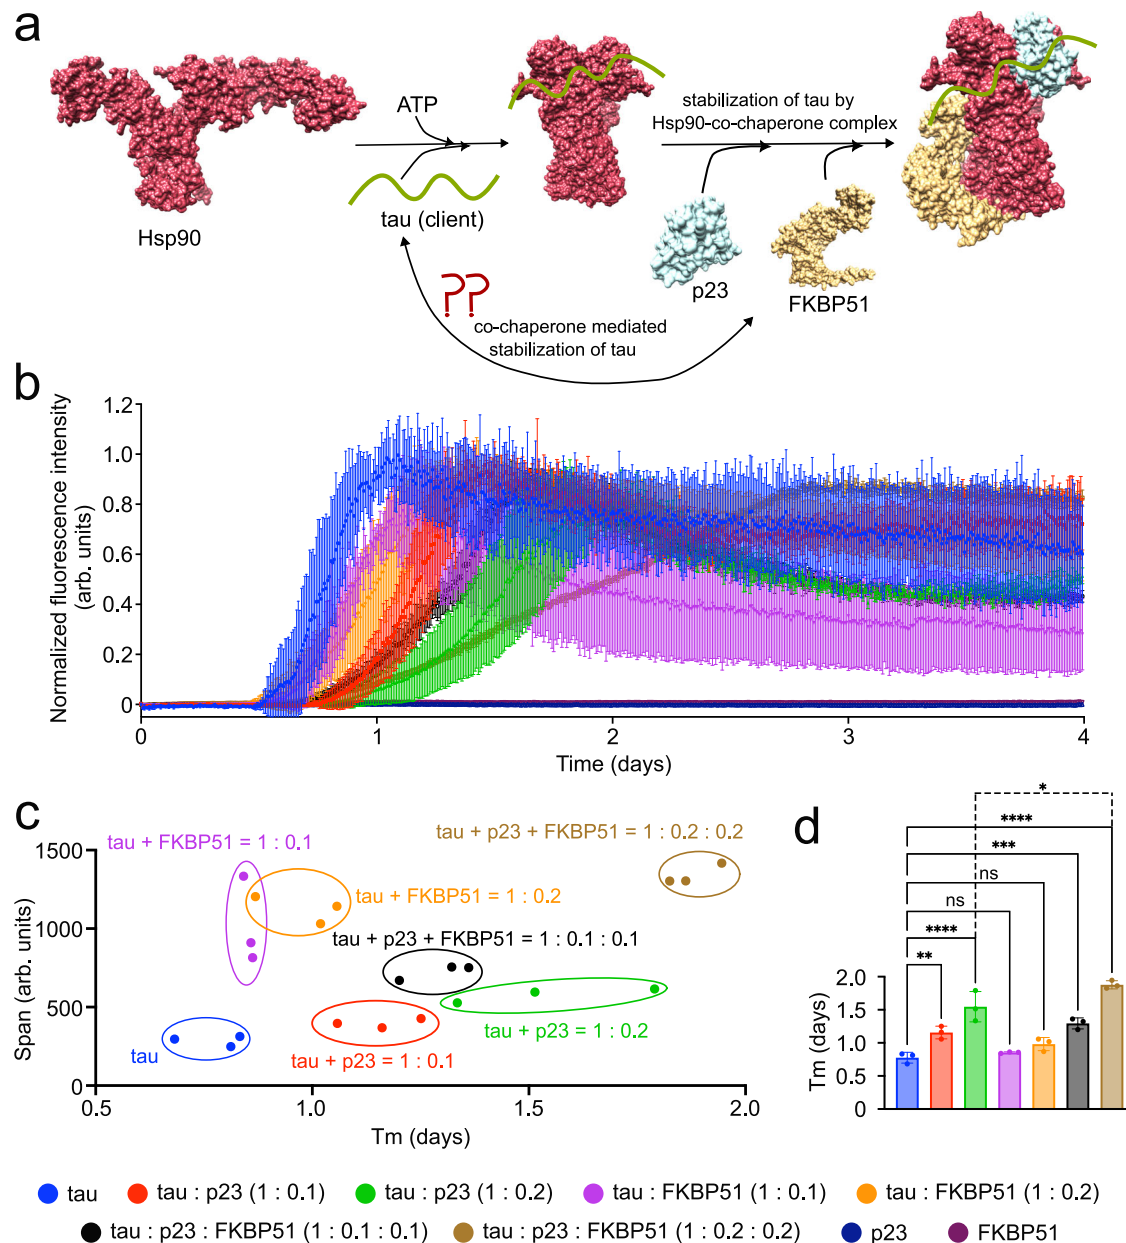 a
ATP
stabilization of tau by
Hsp90-co-chaperone complex
tau (client)
Hsp90
p23
FKBP51
??
co-chaperone mediated
stabilization of tau
b
Normalized fluorescence intensity
(arb. units)
1.2
1.0
0.8
0.6
0.4
0.2
0
0
1
2
3
4
Time (days)
c
tau + FKBP51 = 1 : 0.1
tau + p23 + FKBP51 = 1 : 0.2 : 0.2
1500
tau + FKBP51 = 1 : 0.2
1000
tau + p23 + FKBP51 = 1 : 0.1 : 0.1
500
tau + p23 = 1 : 0.2
tau
tau + p23 = 1 : 0.1
0
Span (arb. units)
0.5
1.0
1.5
2.0
Tm (days)
d
*
****
***
ns
ns
****
**
2.0
1.5
1.0
0.5
0
Tm (days)
tau
tau : p23 (1 : 0.1)
tau : p23 (1 : 0.2)
tau : FKBP51 (1 : 0.1)
tau : FKBP51 (1 : 0.2)
tau : p23 : FKBP51 (1 : 0.1 : 0.1)
tau : p23 : FKBP51 (1 : 0.2 : 0.2)
p23
FKBP51